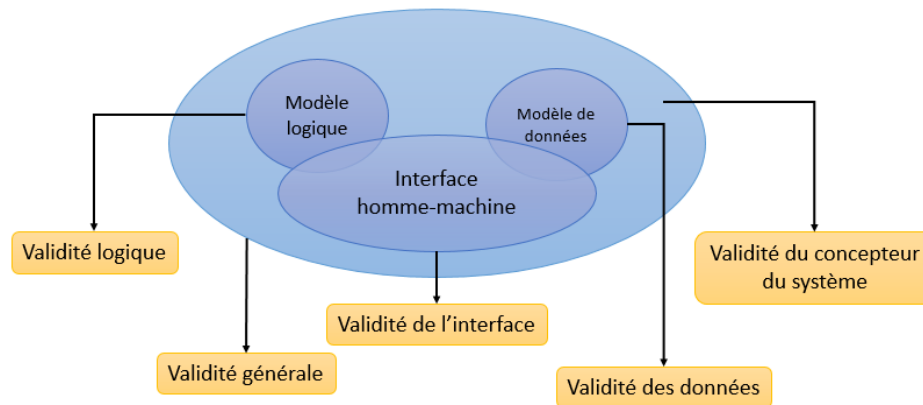 Modèle
logique
Modèle de
données
Interface
homme-machine
Validité logique
Validité du concepteur
du système
Validité de l’interface
Validité générale
Validité des données